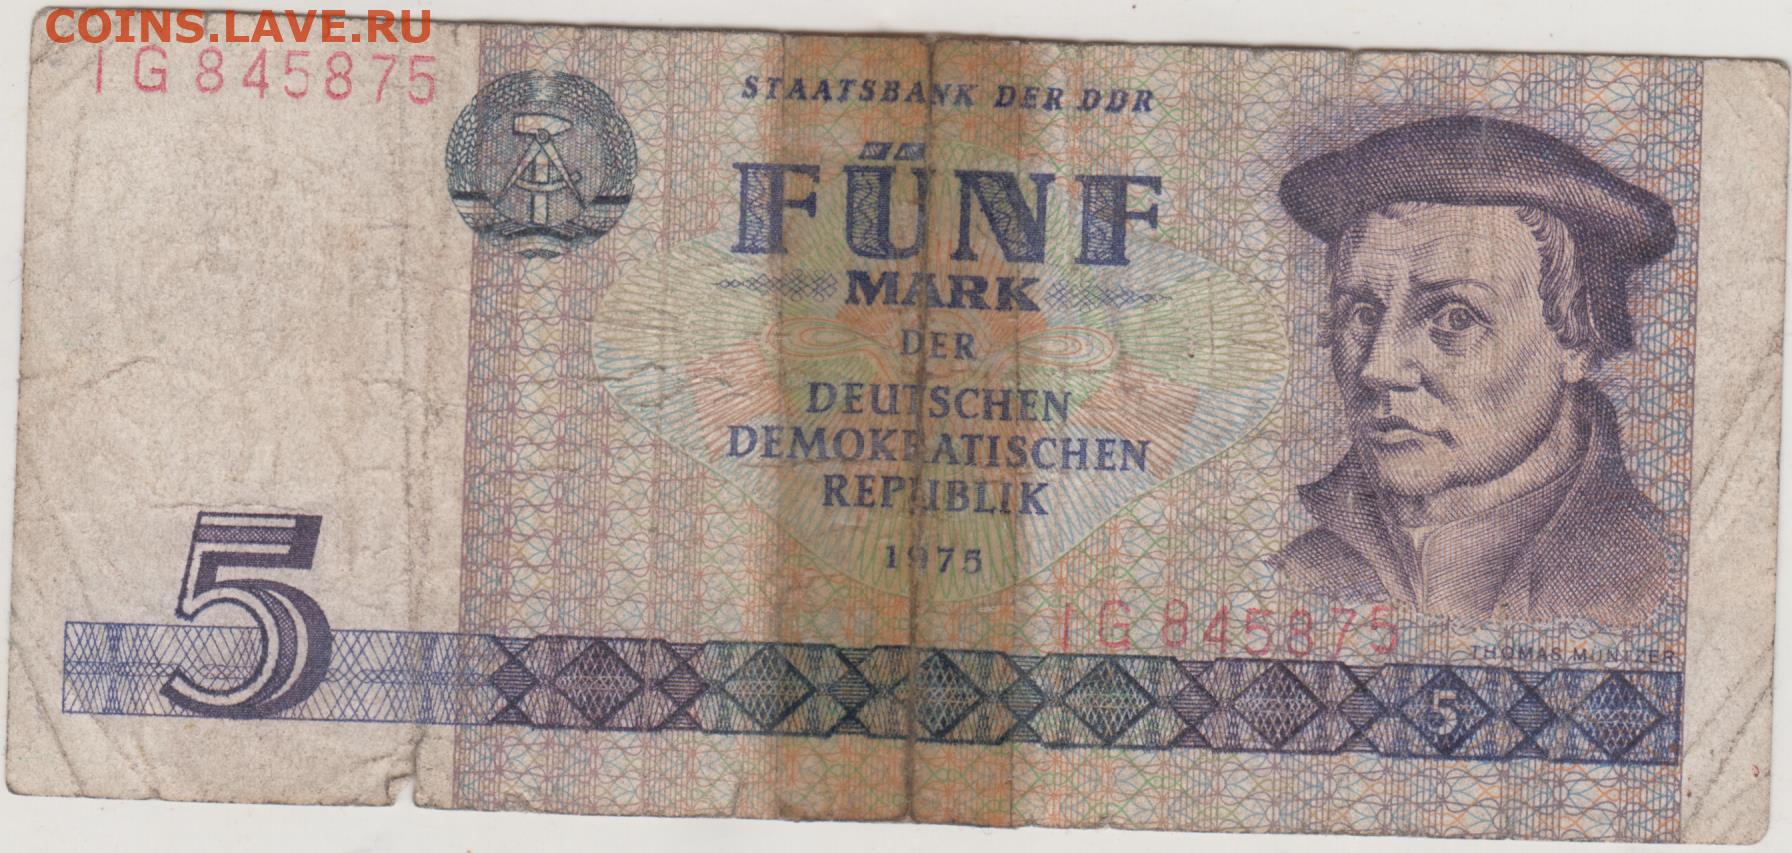 COINS.LAVE.RU
IG 845875
STAATSBANK DER DDR
FÜNF
MARK
DER
DEUTSCHEN
DEMOKRATISCHEN
REPUBLIK
1975
IG 845875
THOMAS MÜNTZER
5
5